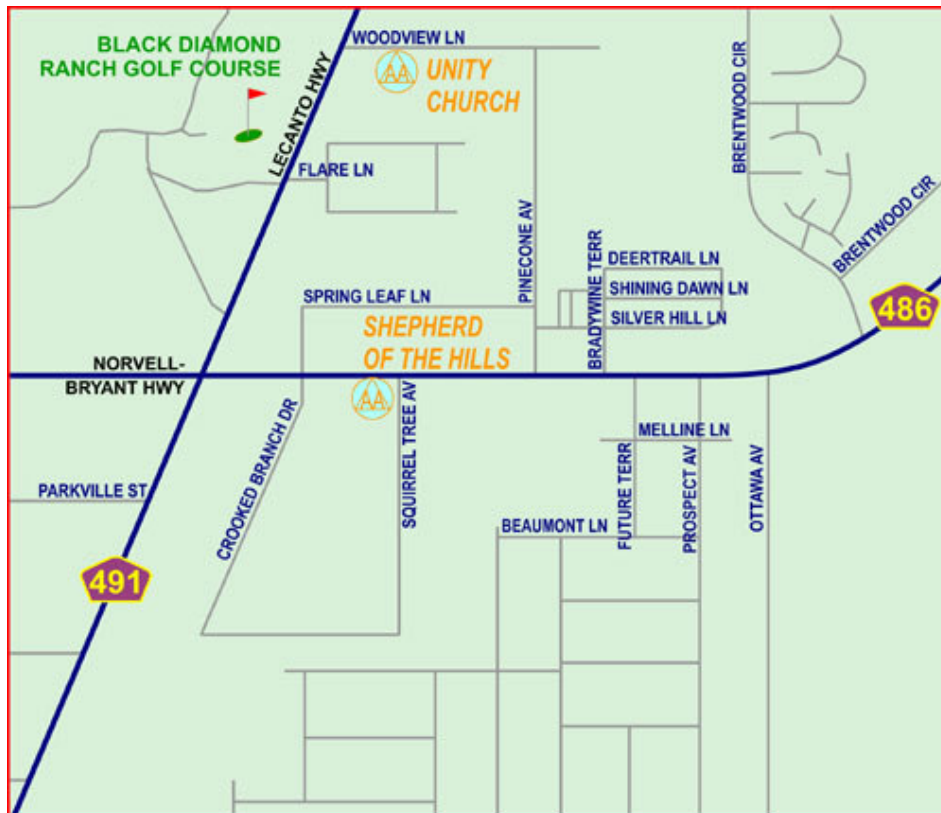 BLACK DIAMOND
RANCH GOLF COURSE
LECANTO HWY
WOODVIEW LN
AA
UNITY
CHURCH
BRENTWOOD CIR
FLARE LN
PINECONE AV
BRENTWOOD CIR
BRADYWINE TERR
DEERTRAIL LN
SHINING DAWN LN
SILVER HILL LN
SPRING LEAF LN
486
SHEPHERD
OF THE HILLS
NORVELL-
BRYANT HWY
AA
CROOKED BRANCH DR
SQUIRREL TREE AV
MELLINE LN
FUTURE TERR
PROSPECT AV
OTTAWA AV
PARKVILLE ST
BEAUMONT LN
491